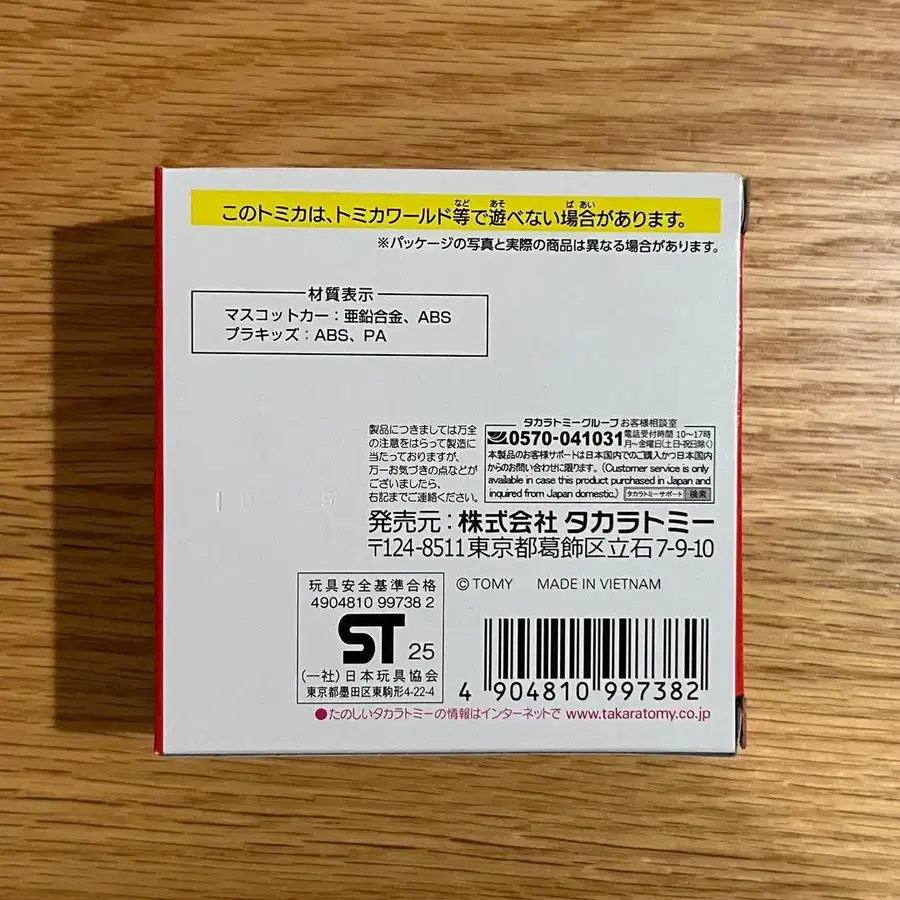 このトミカは、トミカワールド等で遊べない場合があります。
※パッケージの写真と実際の商品は異なる場合があります。
材質表示
マスコットカー：亜鉛合金、ABS
プラキッズ：ABS、PA
製品につきましては万全
の注意をはらって製造に
当たっておりますが、
万一お気づきの点などが
ございましたら、
右記までご連絡ください。
タカラトミーグループお客様相談室
0570-041031 電話受付時間 10〜17時
月〜金曜日(土・日・祝日除く)
本製品のお客様サポートは日本国内でのご購入かつ日本国内
からのお問い合わせに限ります。(Customer service is only
available in case this product purchased in Japan and
inquired from Japan domestic.) タカラトミーサポート 検索
発売元：株式会社 タカラトミー
〒124-8511 東京都葛飾区立石7-9-10
玩具安全基準合格
4904810 99738 2
ST 25
(一社)日本玩具協会
東京都墨田区東駒形4-22-4
© TOMY MADE IN VIETNAM
4 904810 997382
●たのしいタカラトミーの情報はインターネットで www.takaratomy.co.jp